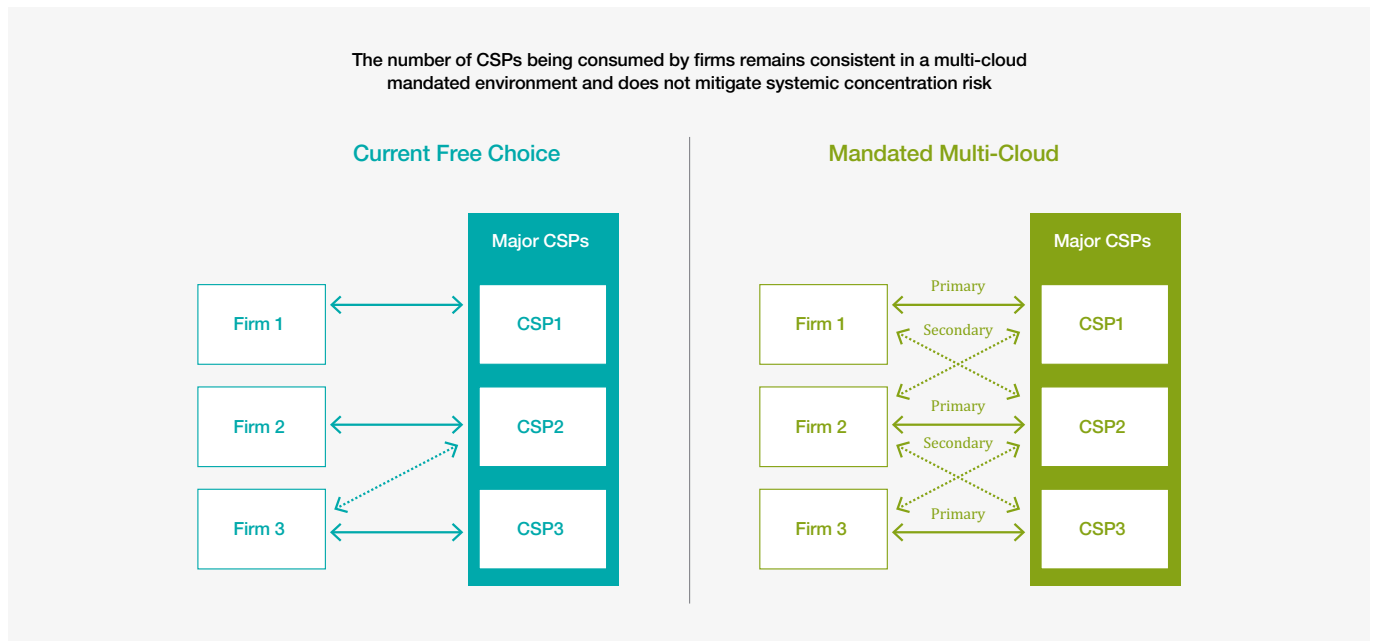 The number of CSPs being consumed by firms remains consistent in a multi-cloud
mandated environment and does not mitigate systemic concentration risk
Current Free Choice
Major CSPs
Firm 1
CSP1
Firm 2
CSP2
Firm 3
CSP3
Mandated Multi-Cloud
Major CSPs
Primary
Firm 1
CSP1
Secondary
Primary
Firm 2
CSP2
Secondary
Primary
Firm 3
CSP3